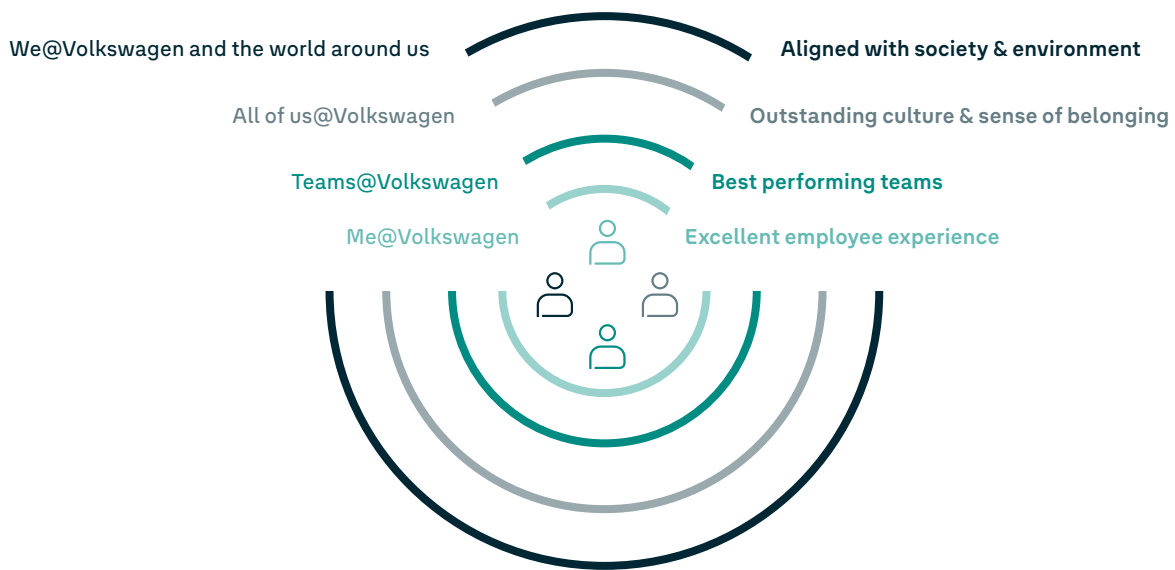 We@Volkswagen and the world around us
Aligned with society & environment
All of us@Volkswagen
Outstanding culture & sense of belonging
Teams@Volkswagen
Best performing teams
Me@Volkswagen
Excellent employee experience